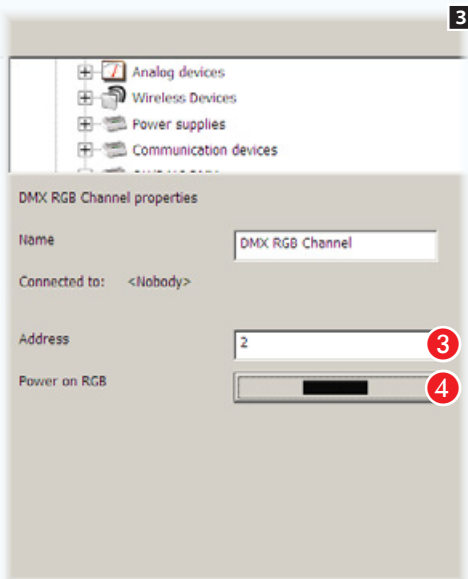 3
Analog devices
Wireless Devices
Power supplies
Communication devices
DMX RGB Channel properties
Name DMX RGB Channel
Connected to: <Nobody>
Address 2 3
Power on RGB 4